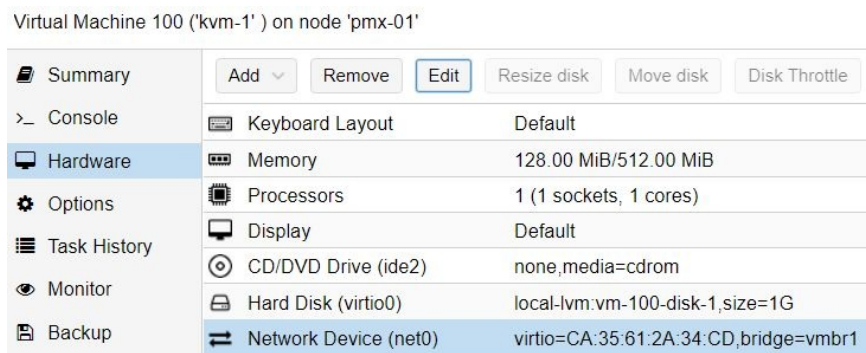 Virtual Machine 100 ('kvm-1' ) on node 'pmx-01'
Summary
Console
Hardware
Options
Task History
Monitor
Backup
Add Remove Edit Resize disk Move disk Disk Throttle
Keyboard Layout Default
Memory 128.00 MiB/512.00 MiB
Processors 1 (1 sockets, 1 cores)
Display Default
CD/DVD Drive (ide2) none,media=cdrom
Hard Disk (virtio0) local-lvm:vm-100-disk-1,size=1G
Network Device (net0) virtio=CA:35:61:2A:34:CD,bridge=vmbr1